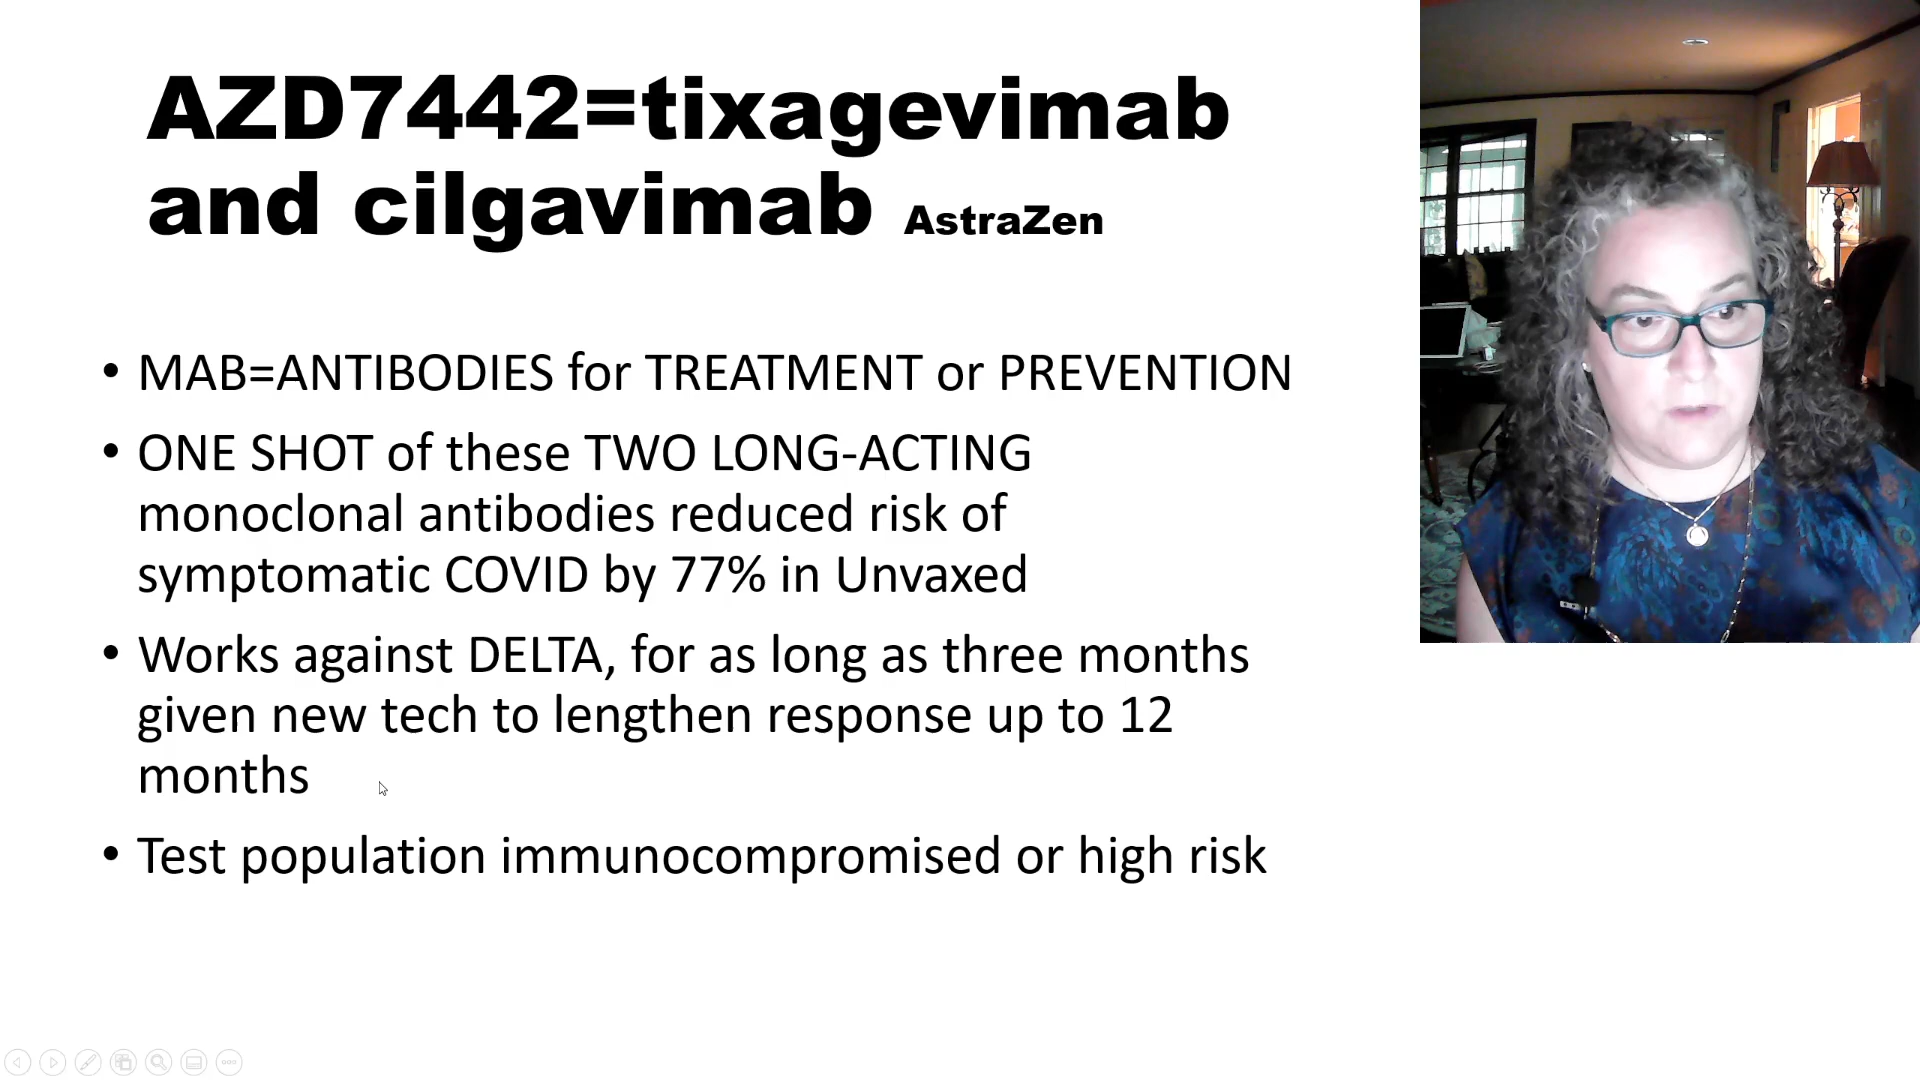 AZD7442=tixagevimab
and cilgavimab AstraZen
• MAB=ANTIBODIES for TREATMENT or PREVENTION
• ONE SHOT of these TWO LONG-ACTING
monoclonal antibodies reduced risk of
symptomatic COVID by 77% in Unvaxed
• Works against DELTA, for as long as three months
given new tech to lengthen response up to 12
months
• Test population immunocompromised or high risk